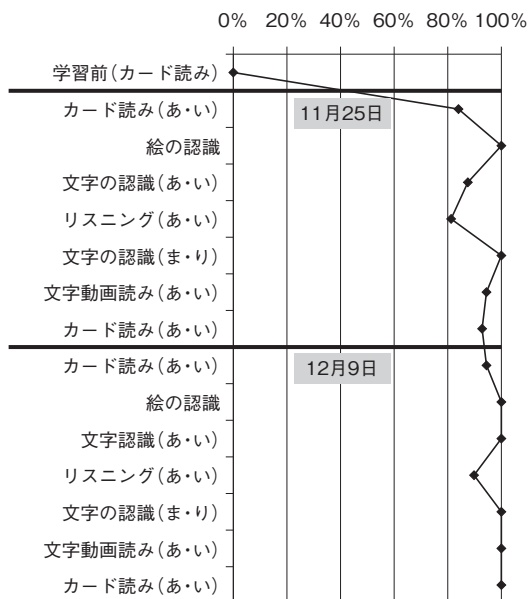 0% 20% 40% 60% 80% 100%
学習前(カード読み)
カード読み(あ・い)
11月25日
絵の認識
文字の認識(あ・い)
リスニング(あ・い)
文字の認識(ま・り)
文字動画読み(あ・い)
カード読み(あ・い)
カード読み(あ・い)
12月9日
絵の認識
文字認識(あ・い)
リスニング(あ・い)
文字の認識(ま・り)
文字動画読み(あ・い)
カード読み(あ・い)